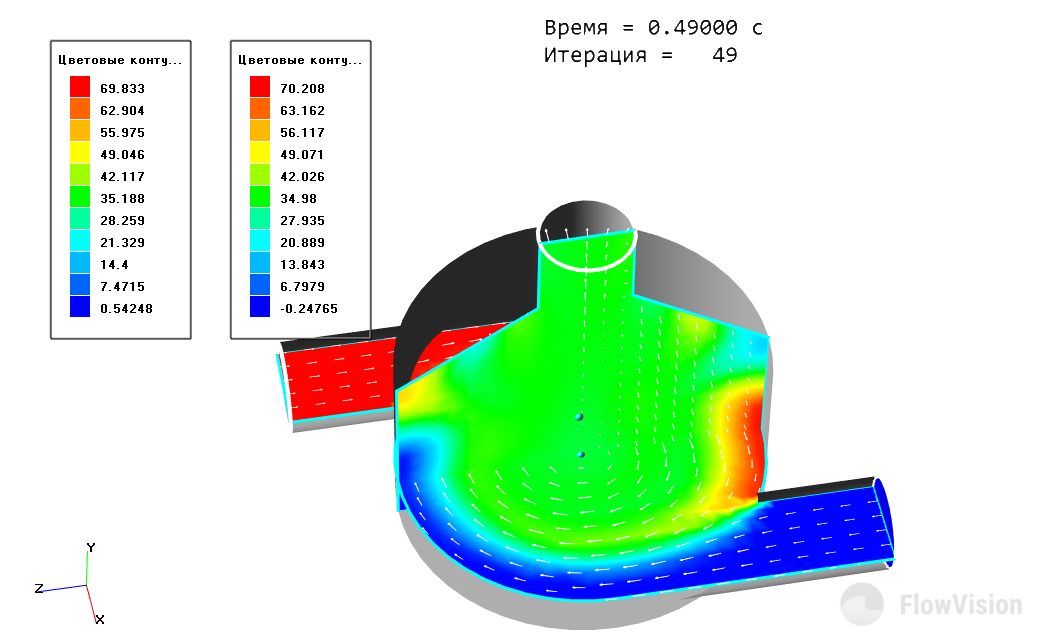 Время = 0.49000 с
Итерация = 49
Цветовые конту...
69.833
62.904
55.975
49.046
42.117
35.188
28.259
21.329
14.4
7.4715
0.54248
Цветовые конту...
70.208
63.162
56.117
49.071
42.026
34.98
27.935
20.889
13.843
6.7979
-0.24765
Y
Z
X
FlowVision